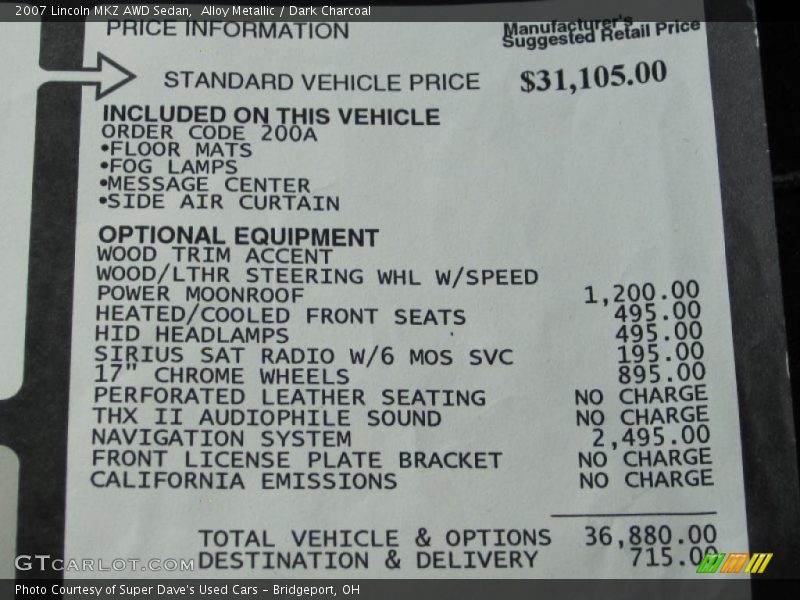 2007 Lincoln MKZ AWD Sedan, Alloy Metallic / Dark Charcoal
PRICE INFORMATION
Manufacturer's
Suggested Retail Price
STANDARD VEHICLE PRICE $31,105.00
INCLUDED ON THIS VEHICLE
ORDER CODE 200A
•FLOOR MATS
•FOG LAMPS
•MESSAGE CENTER
•SIDE AIR CURTAIN
OPTIONAL EQUIPMENT
WOOD TRIM ACCENT
WOOD/LTHR STEERING WHL W/SPEED
POWER MOONROOF 1,200.00
HEATED/COOLED FRONT SEATS 495.00
HID HEADLAMPS 495.00
SIRIUS SAT RADIO W/6 MOS SVC 195.00
17" CHROME WHEELS 895.00
PERFORATED LEATHER SEATING NO CHARGE
THX II AUDIOPHILE SOUND NO CHARGE
NAVIGATION SYSTEM 2,495.00
FRONT LICENSE PLATE BRACKET NO CHARGE
CALIFORNIA EMISSIONS NO CHARGE
TOTAL VEHICLE & OPTIONS 36,880.00
DESTINATION & DELIVERY 715.00
GTCARLOT.COM
Photo Courtesy of Super Dave's Used Cars - Bridgeport, OH